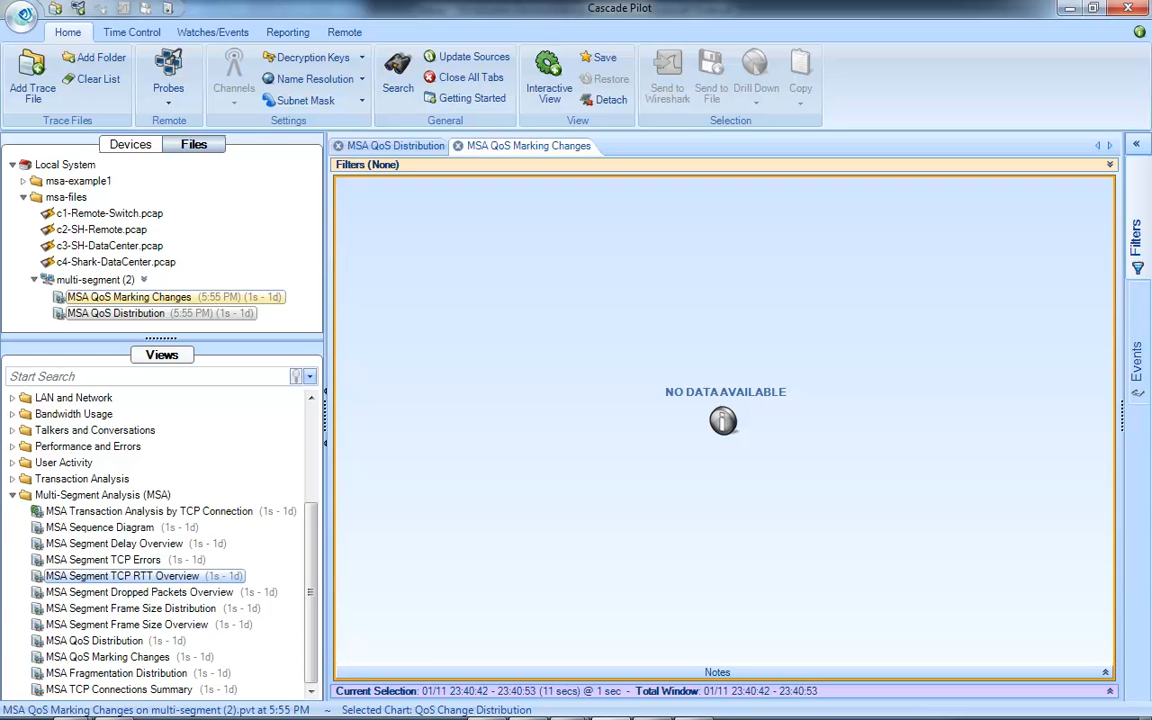 Cascade Pilot
Home
Time Control
Watches/Events
Reporting
Remote
Add Trace File
Add Folder
Clear List
Trace Files
Probes
Remote
Channels
Decryption Keys
Name Resolution
Subnet Mask
Settings
Search
Update Sources
Close All Tabs
Getting Started
General
Interactive View
Save
Restore
Detach
View
Send to Wireshark
Send to File
Drill Down
Copy
Selection
Devices
Files
Local System
msa-example1
msa-files
c1-Remote-Switch.pcap
c2-SH-Remote.pcap
c3-SH-DataCenter.pcap
c4-Shark-DataCenter.pcap
multi-segment (2)
MSA QoS Marking Changes (5:55 PM) (1s - 1d)
MSA QoS Distribution (5:55 PM) (1s - 1d)
Views
Start Search
LAN and Network
Bandwidth Usage
Talkers and Conversations
Performance and Errors
User Activity
Transaction Analysis
Multi-Segment Analysis (MSA)
MSA Transaction Analysis by TCP Connection (1s - 1d)
MSA Sequence Diagram (1s - 1d)
MSA Segment Delay Overview (1s - 1d)
MSA Segment TCP Errors (1s - 1d)
MSA Segment TCP RTT Overview (1s - 1d)
MSA Segment Dropped Packets Overview (1s - 1d)
MSA Segment Frame Size Distribution (1s - 1d)
MSA Segment Frame Size Overview (1s - 1d)
MSA QoS Distribution (1s - 1d)
MSA QoS Marking Changes (1s - 1d)
MSA Fragmentation Distribution (1s - 1d)
MSA TCP Connections Summary (1s - 1d)
MSA QoS Distribution
MSA QoS Marking Changes
Filters (None)
NO DATA AVAILABLE
Notes
Current Selection: 01/11 23:40:42 - 23:40:53 (11 secs) @ 1 sec - Total Window: 01/11 23:40:42 - 23:40:53
Filters
Events
MSA QoS Marking Changes on multi-segment (2).pvt at 5:55 PM ~ Selected Chart: QoS Change Distribution